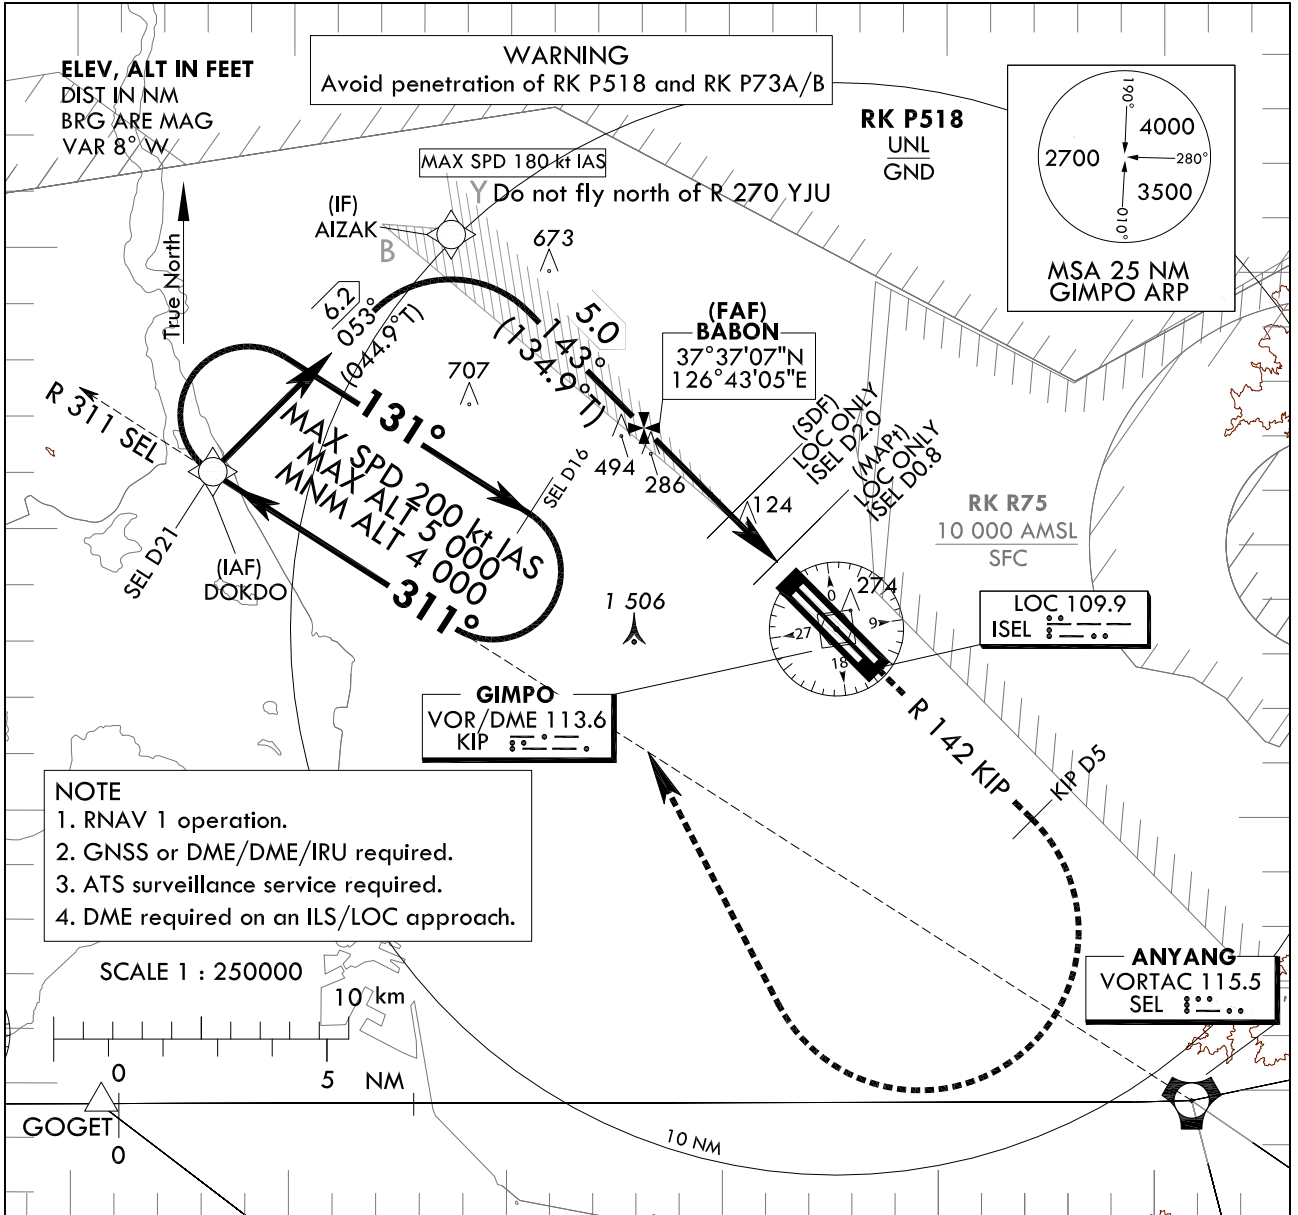 ELEV, ALT IN FEET
DIST IN NM
BRG ARE MAG
VAR 8° W
WARNING
Avoid penetration of RK P518 and RK P73A/B
RK P518
UNL
GND
190°
4000
2700
280°
3500
010°
MSA 25 NM
GIMPO ARP
MAX SPD 180 kt IAS
Y Do not fly north of R 270 YJU
(IF)
AIZAK
B
673
True North
6.2
053°
(044.9°T)
5.0
143°
(134.9°T)
(FAF)
BABON
37°37'07"N
126°43'05"E
707
R 311 SEL
131°
MAX SPD 200 kt IAS
MAX ALT 5 000
MNM ALT 4 000
311°
SEL D16
494
286
(SDF)
LOC ONLY
ISEL D2.0
(MAPt)
LOC ONLY
ISEL D0.8
124
RK R75
10 000 AMSL
SFC
SEL D21
(IAF)
DOKDO
1 506
274
0
9
18
27
LOC 109.9
ISEL
GIMPO
VOR/DME 113.6
KIP
R 142 KIP
KIP D5
NOTE
1. RNAV 1 operation.
2. GNSS or DME/DME/IRU required.
3. ATS surveillance service required.
4. DME required on an ILS/LOC approach.
ANYANG
VORTAC 115.5
SEL
SCALE 1 : 250000
10 km
0
5
NM
GOGET
0
10 NM